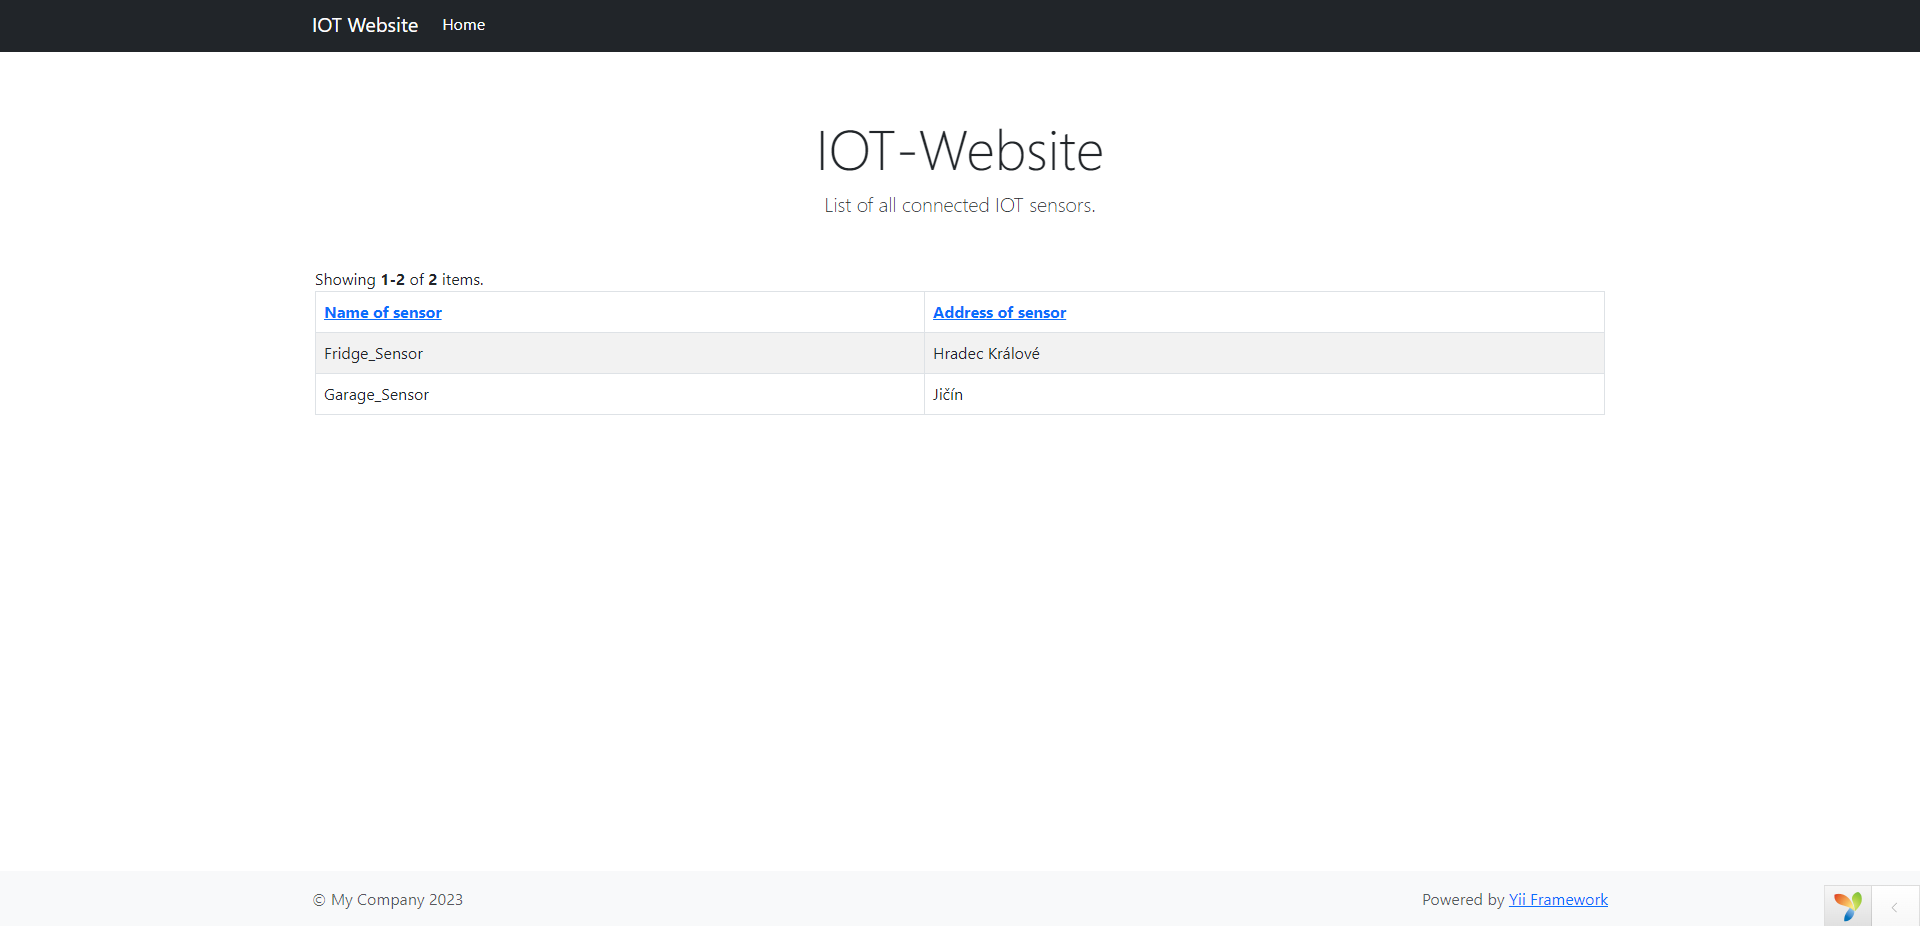 IOT Website Home
IOT-Website
List of all connected IOT sensors.
Showing 1-2 of 2 items.
Name of sensor Address of sensor
Fridge_Sensor Hradec Králové
Garage_Sensor Jičín
© My Company 2023 Powered by Yii Framework